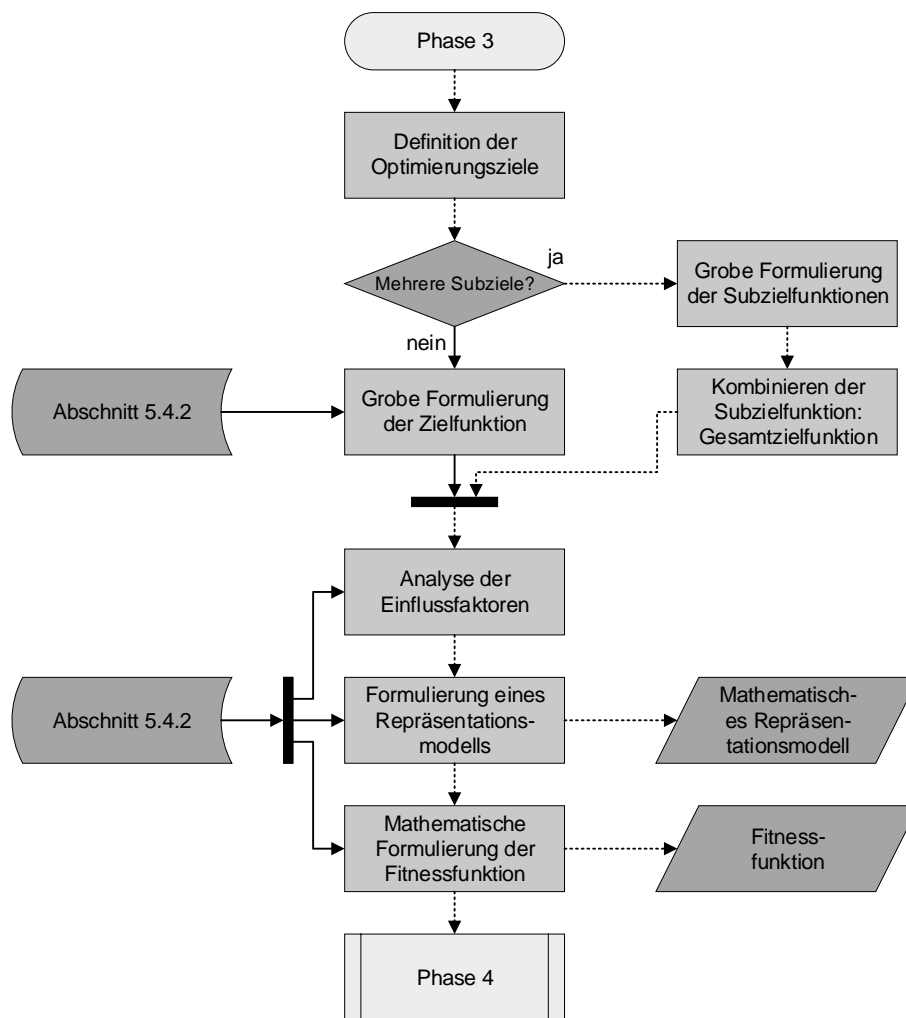 Phase 3
Definition der
Optimierungsziele
Mehrere Subziele?
ja
nein
Grobe Formulierung
der Subzielfunktionen
Abschnitt 5.4.2
Grobe Formulierung
der Zielfunktion
Kombinieren der
Subzielfunktion:
Gesamtzielfunktion
Analyse der
Einflussfaktoren
Abschnitt 5.4.2
Formulierung eines
Repräsentations-
modells
Mathematisch-
es Repräsen-
tationsmodell
Mathematische
Formulierung der
Fitnessfunktion
Fitness-
funktion
Phase 4